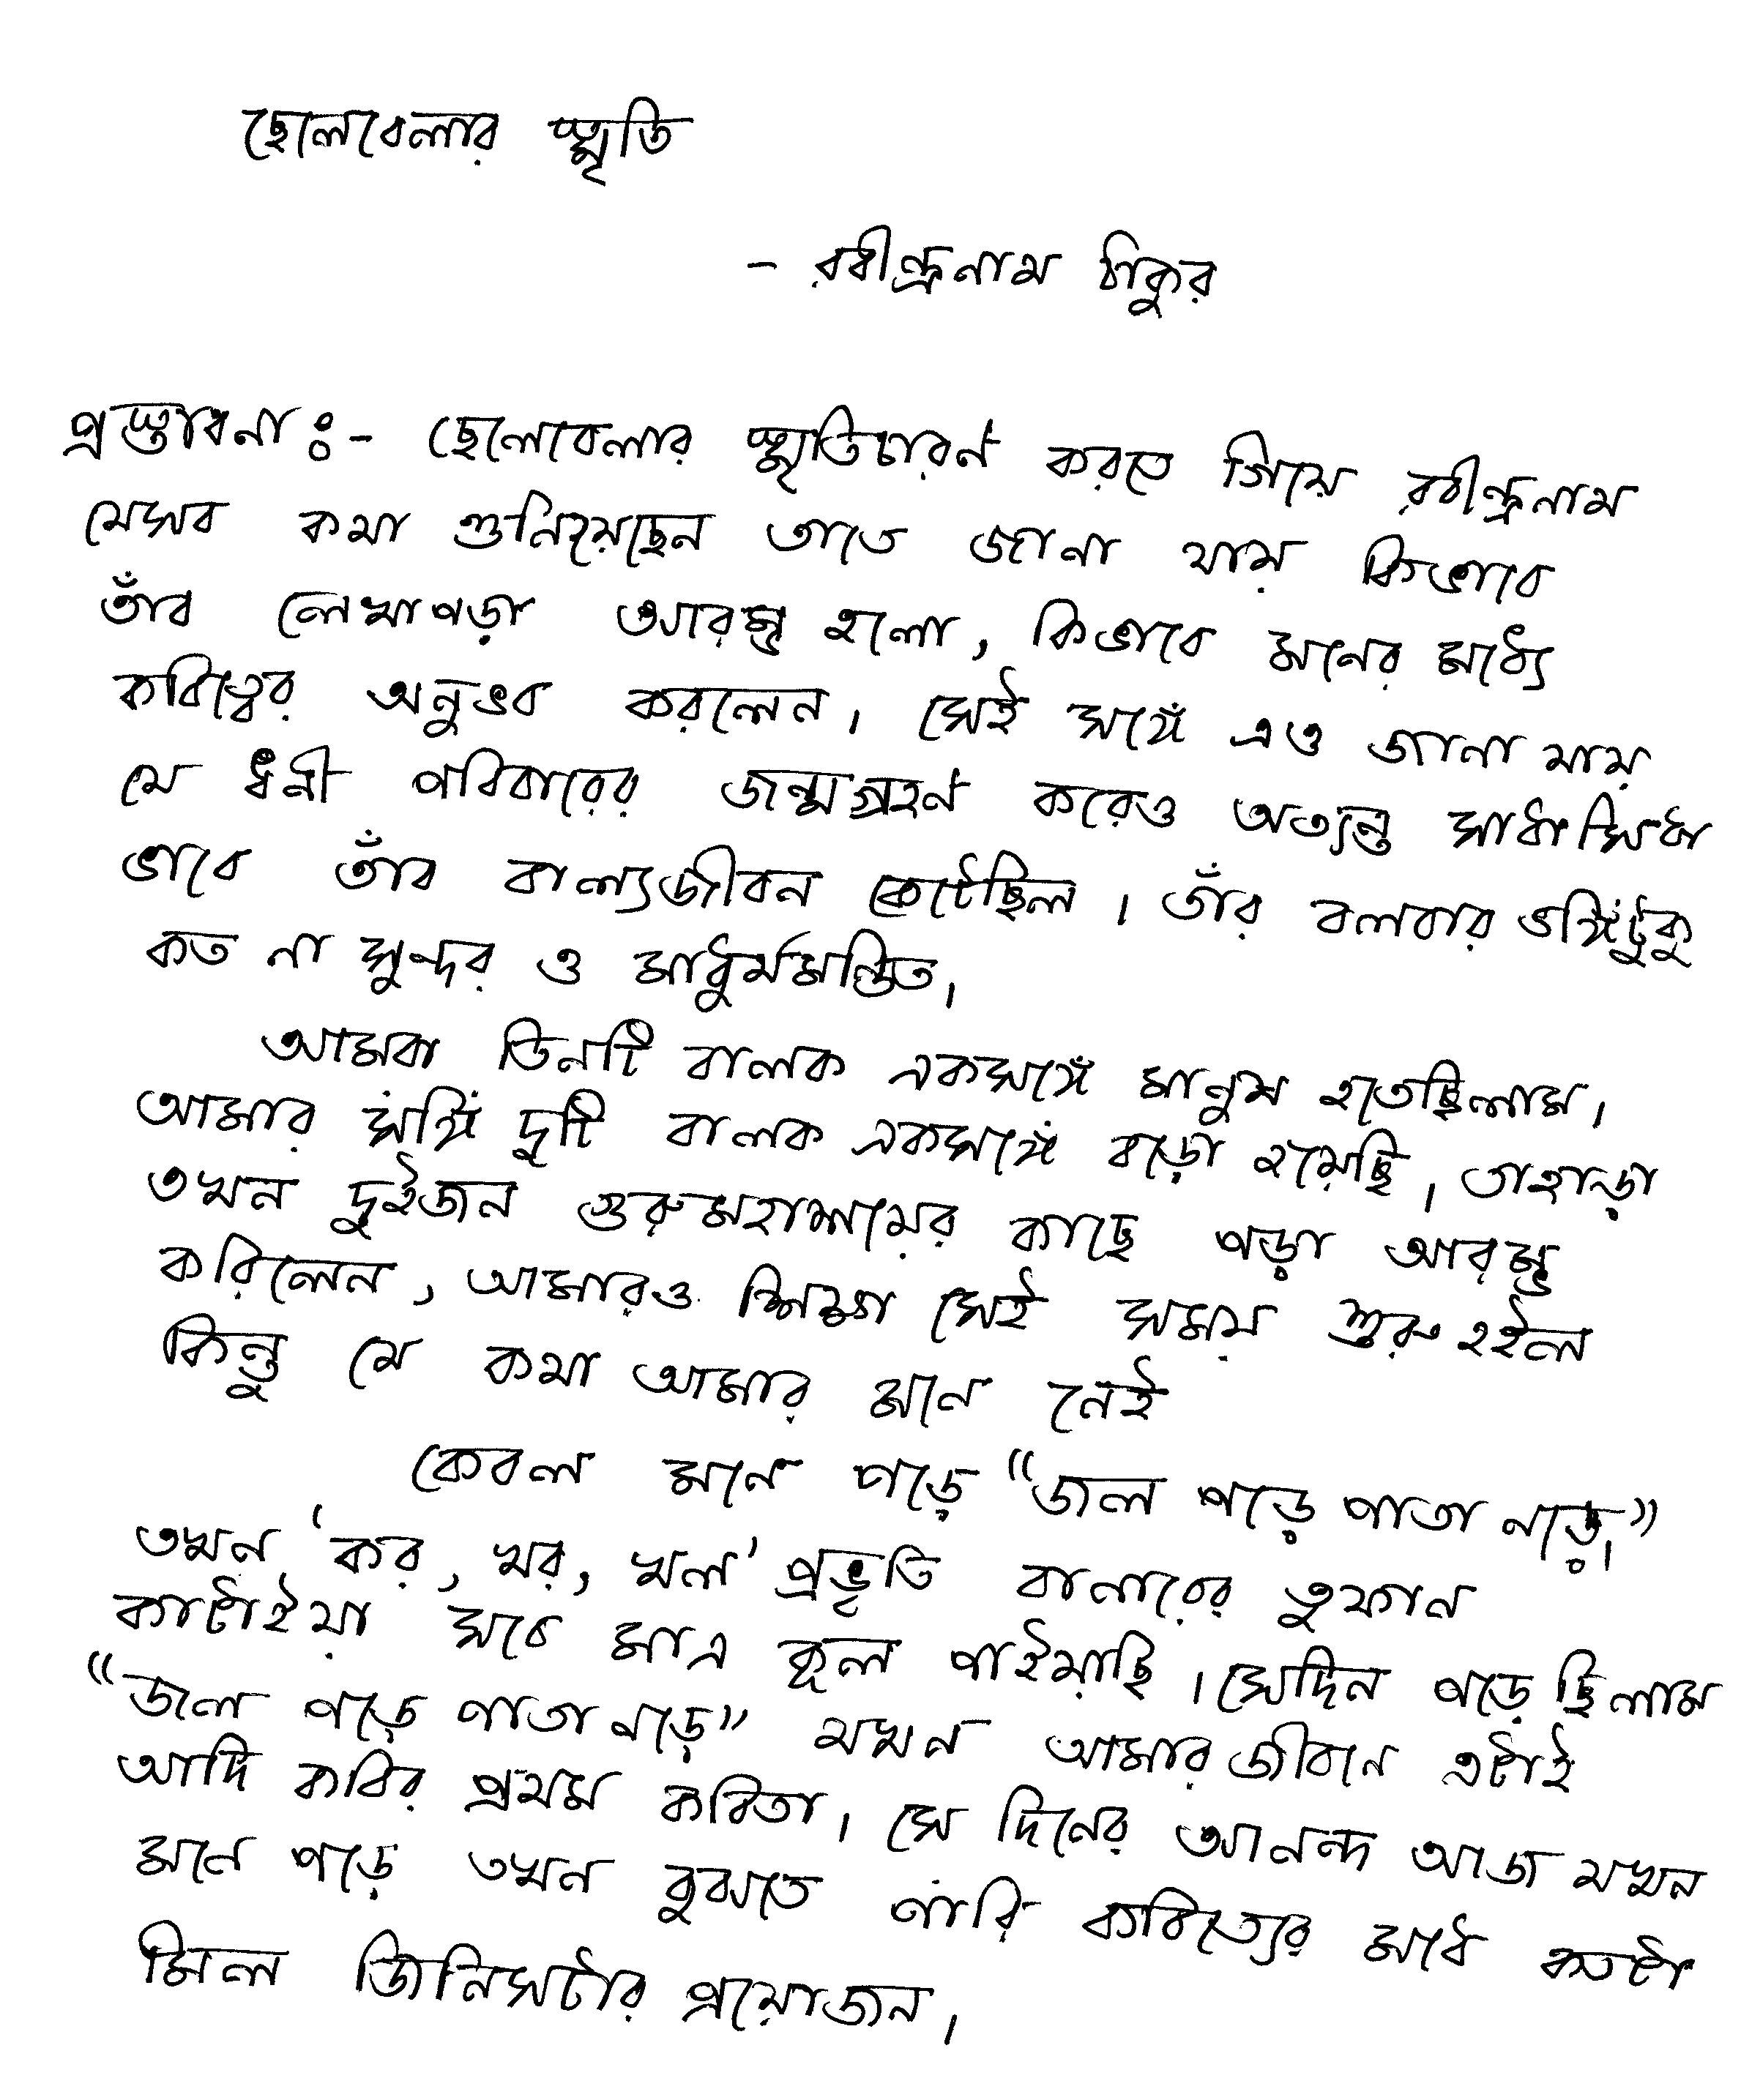 ছেলেবেলার স্মৃতি
- রবীন্দ্রনাথ ঠাকুর
প্রস্তাবনা ঃ- ছেলেবেলার স্মৃতিচারণ করতে গিয়ে রবীন্দ্রনাথ
যেসব কথা শুনিয়েছেন তাতে জানা যায় কিভাবে
তাঁর লেখাপড়া আরম্ভ হলো, কিভাবে মনের মধ্যে
কবিত্বের অনুভব করলেন। সেই সঙ্গে এও জানা যায়
যে ধনী পরিবারের জন্মগ্রহণ করেও অত্যন্ত সাধাসিধা
ভাবে তাঁর বাল্যজীবন কেটেছিল। তাঁর বলবার ভঙ্গিটুকু
কত না সুন্দর ও মাধুর্যমন্ডিত।
আমরা তিনটি বালক একসঙ্গে মানুষ হতেছিলাম।
আমার সঙ্গি দুটি বালক একসঙ্গে বড়ো হয়েছি। তাহাড়া
তখন দুইজন গুরুমহাশয়ের কাছে পড়া আরম্ভ
করিলেন, আমারও শিক্ষা সেই সময় শুরু হইল
কিন্তু যে কথা আমার মনে নেই
কেবল মনে পড়ে “জল পড়ে পাতা নড়ে।”
তখন ‘কর, খর, খল’ প্রভৃতি বানারের তুফান
কাটাইয়া সবে মাত্র কূল পাইয়াছি। সেদিন পড়েছিলাম
“জল পড়ে পাতা নড়ে” যখন আমার জীবনে এটাই
আদি কবির প্রথম কবিতা। সে দিনের আনন্দ আজ যখন
মনে পড়ে তখন বুঝতে পারি কবিত্যের মধে কতটা
মিল জিনিসটার প্রয়োজন।